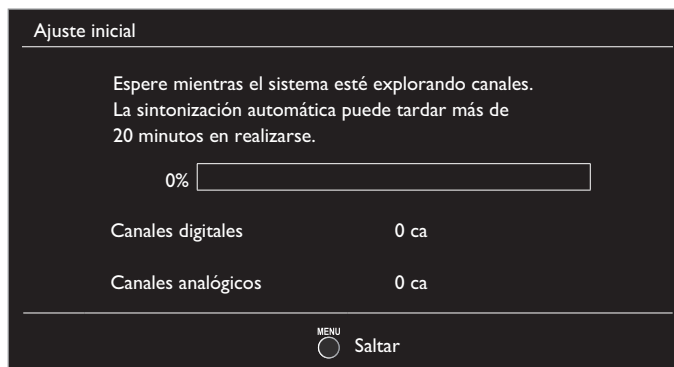 Ajuste inicial
Espere mientras el sistema esté explorando canales.
La sintonización automática puede tardar más de
20 minutos en realizarse.
0%
Canales digitales 0 ca
Canales analógicos 0 ca
MENU Saltar